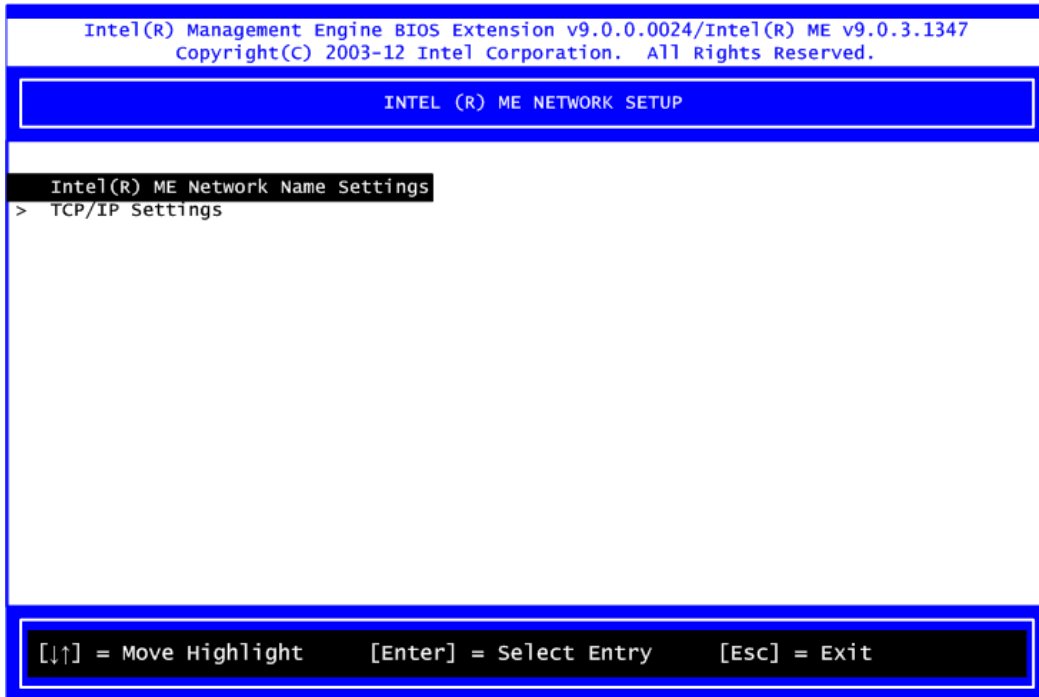 Intel(R) Management Engine BIOS Extension v9.0.0.0024/Intel(R) ME v9.0.3.1347
Copyright(C) 2003-12 Intel Corporation.  All Rights Reserved.
INTEL (R) ME NETWORK SETUP
Intel(R) ME Network Name Settings
> TCP/IP Settings
[↓↑] = Move Highlight [Enter] = Select Entry [Esc] = Exit